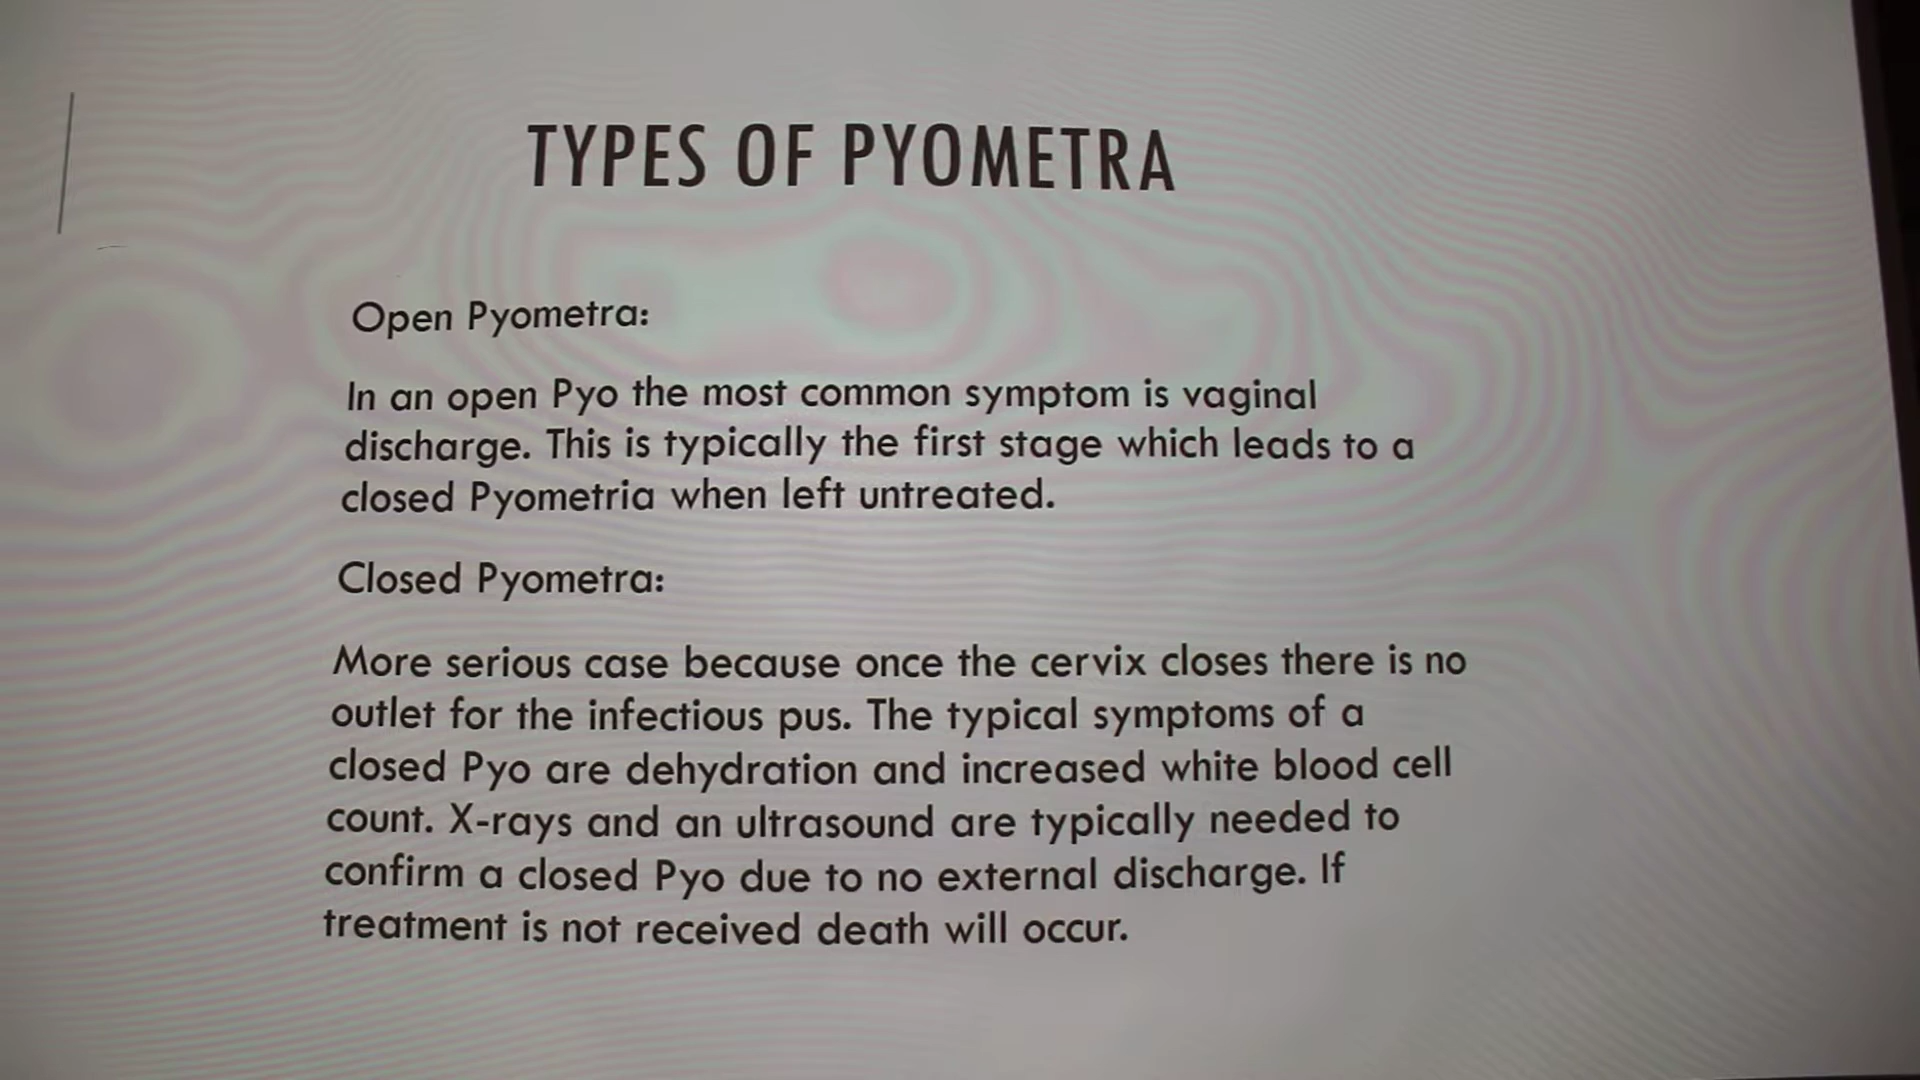 TYPES OF PYOMETRA
Open Pyometra:
In an open Pyo the most common symptom is vaginal
discharge. This is typically the first stage which leads to a
closed Pyometria when left untreated.
Closed Pyometra:
More serious case because once the cervix closes there is no
outlet for the infectious pus. The typical symptoms of a
closed Pyo are dehydration and increased white blood cell
count. X-rays and an ultrasound are typically needed to
confirm a closed Pyo due to no external discharge. If
treatment is not received death will occur.